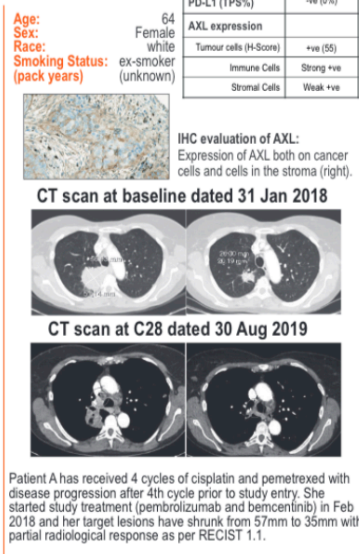 PD-L1 (TPS%) -ve (0%)
Age: 64
Sex: Female
Race: white
Smoking Status: ex-smoker
(pack years) (unknown)
AXL expression
Tumour cells (H-Score) +ve (55)
Immune Cells Strong +ve
Stromal Cells Weak +ve
IHC evaluation of AXL:
Expression of AXL both on cancer
cells and cells in the stroma (right).
CT scan at baseline dated 31 Jan 2018
CT scan at C28 dated 30 Aug 2019
Patient A has received 4 cycles of cisplatin and pemetrexed with
disease progression after 4th cycle prior to study entry. She
started study treatment (pembrolizumab and bemcentinib) in Feb
2018 and her target lesions have shrunk from 57mm to 35mm with
partial radiological response as per RECIST 1.1.